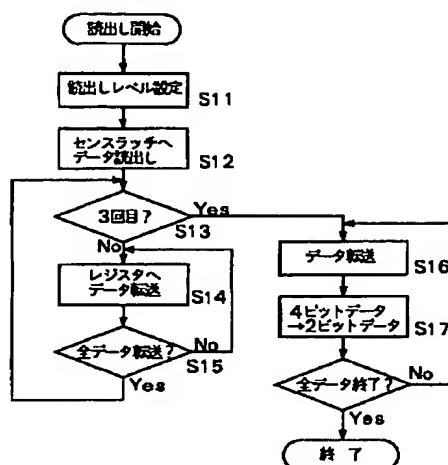 読出し開始
読出しレベル設定
S11
センスラッチへ
データ読出し
S12
3回目?
Yes
S13
No
レジスタへ
データ転送
S14
全データ転送?
No
S15
Yes
データ転送
S16
4ビットデータ
→2ビットデータ
S17
全データ終了?
No
Yes
終了